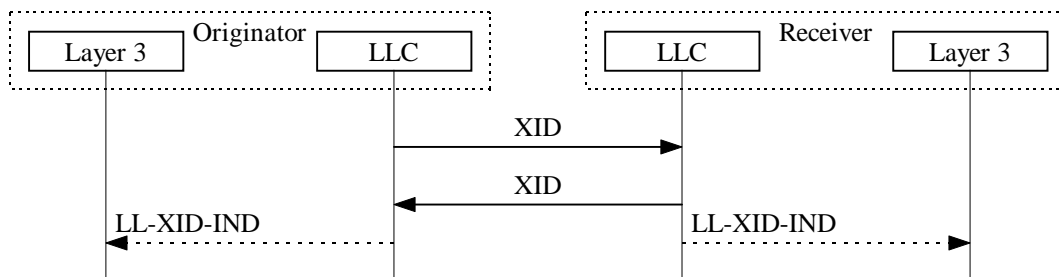 Originator
Receiver
Layer 3
LLC
LLC
Layer 3
XID
XID
LL-XID-IND
LL-XID-IND